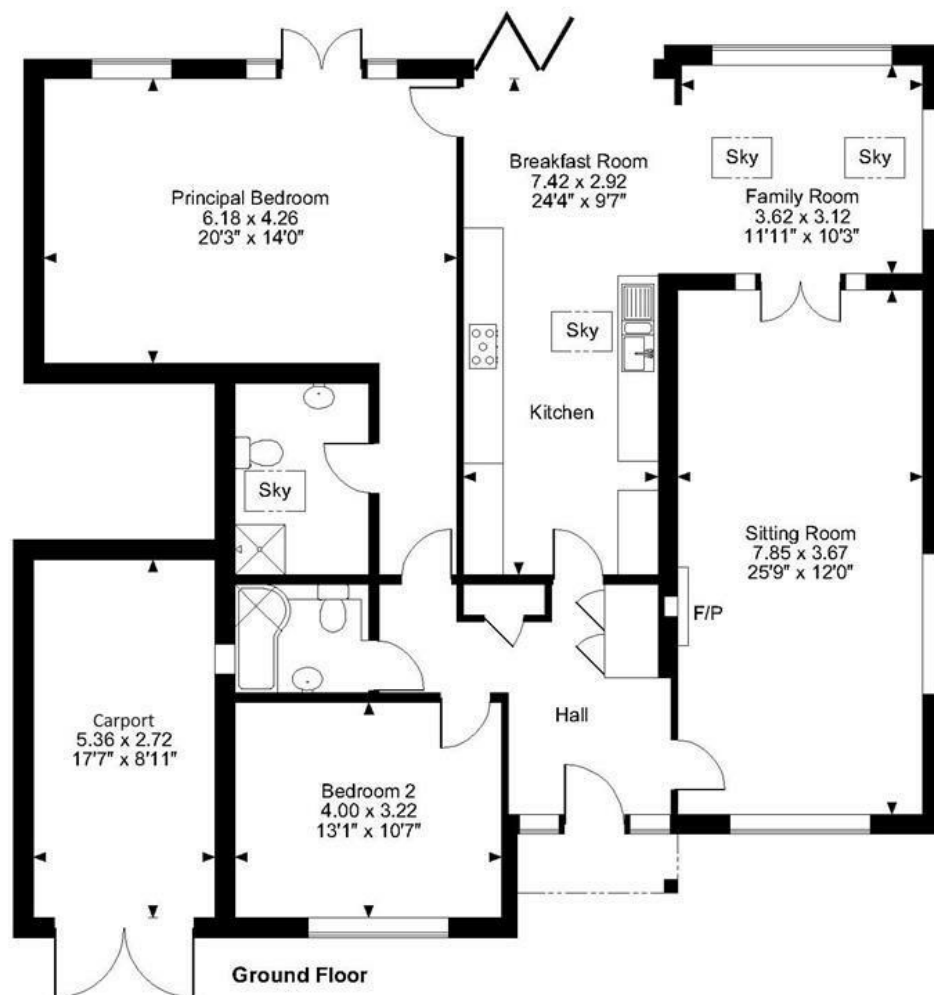 Principal Bedroom
6.18 x 4.26
20'3" x 14'0"
Breakfast Room
7.42 x 2.92
24'4" x 9'7"
Sky
Sky
Family Room
3.62 x 3.12
11'11" x 10'3"
Sky
Kitchen
Sky
Sitting Room
7.85 x 3.67
25'9" x 12'0"
F/P
Hall
Carport
5.36 x 2.72
17'7" x 8'11"
Bedroom 2
4.00 x 3.22
13'1" x 10'7"
Ground Floor